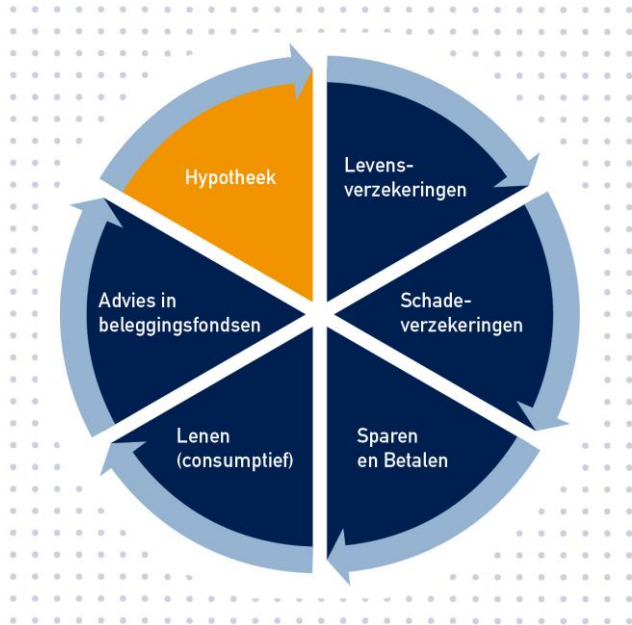 Hypotheek
Levens-
verzekeringen
Schade-
verzekeringen
Sparen
en Betalen
Lenen
(consumptief)
Advies in
beleggingsfondsen